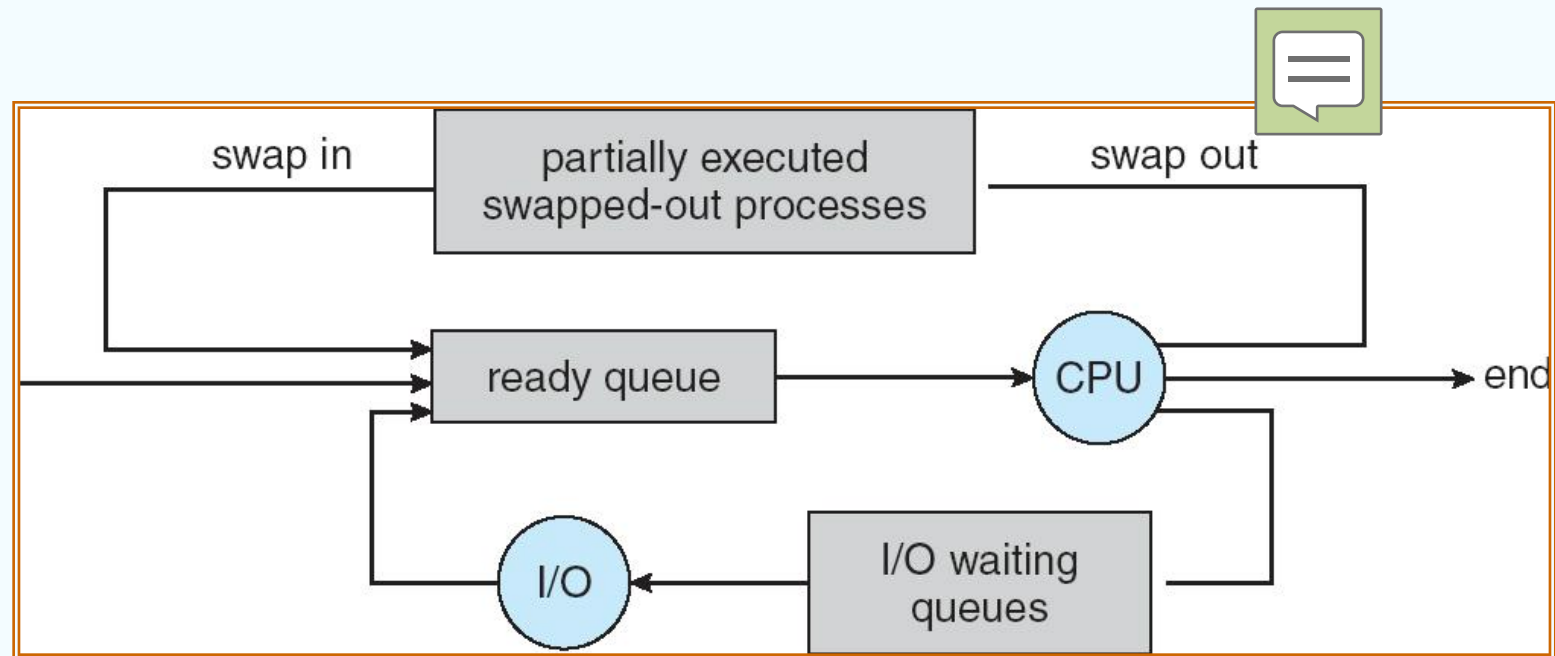 swap in
partially executed
swapped-out processes
swap out
ready queue
CPU
end
I/O
I/O waiting
queues